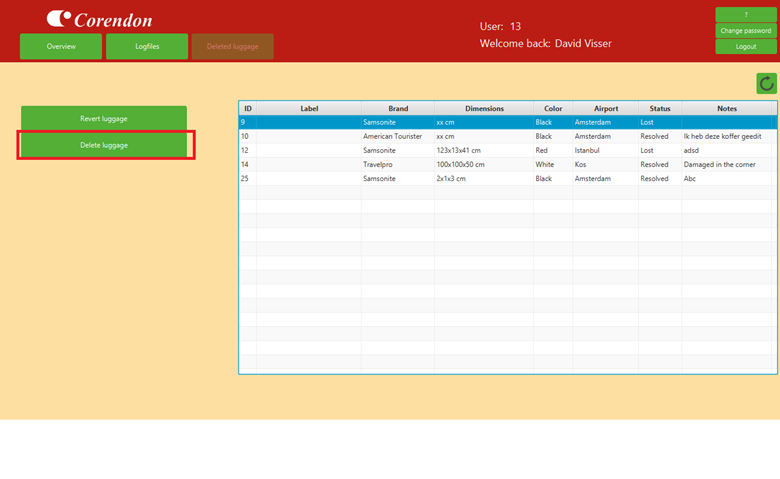 Corendon
User: 13
Welcome back: David Visser
?
Change password
Logout
Overview Logfiles Deleted luggage
Revert luggage
Delete luggage
ID Label Brand Dimensions Color Airport Status Notes
9 Samsonite xx cm Black Amsterdam Lost
10 American Tourister xx cm Black Amsterdam Resolved Ik heb deze koffer geedit
12 Samsonite 123x13x41 cm Red Istanbul Lost adsd
14 Travelpro 100x100x50 cm White Kos Resolved Damaged in the corner
25 Samsonite 2x1x3 cm Black Amsterdam Resolved Abc